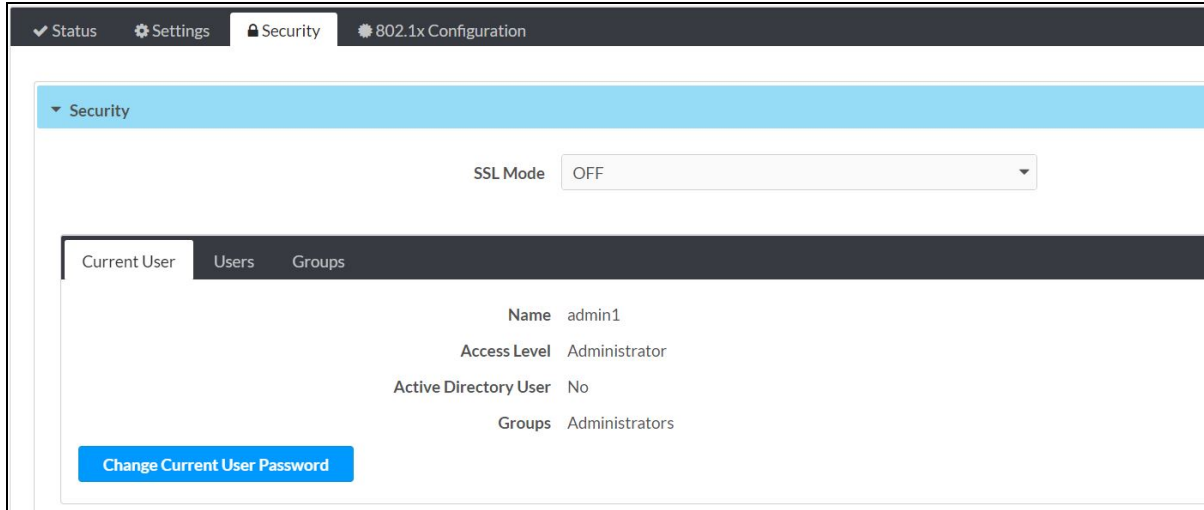 Status Settings Security 802.1x Configuration
Security
SSL Mode OFF
Current User Users Groups
Name admin1
Access Level Administrator
Active Directory User No
Groups Administrators
Change Current User Password